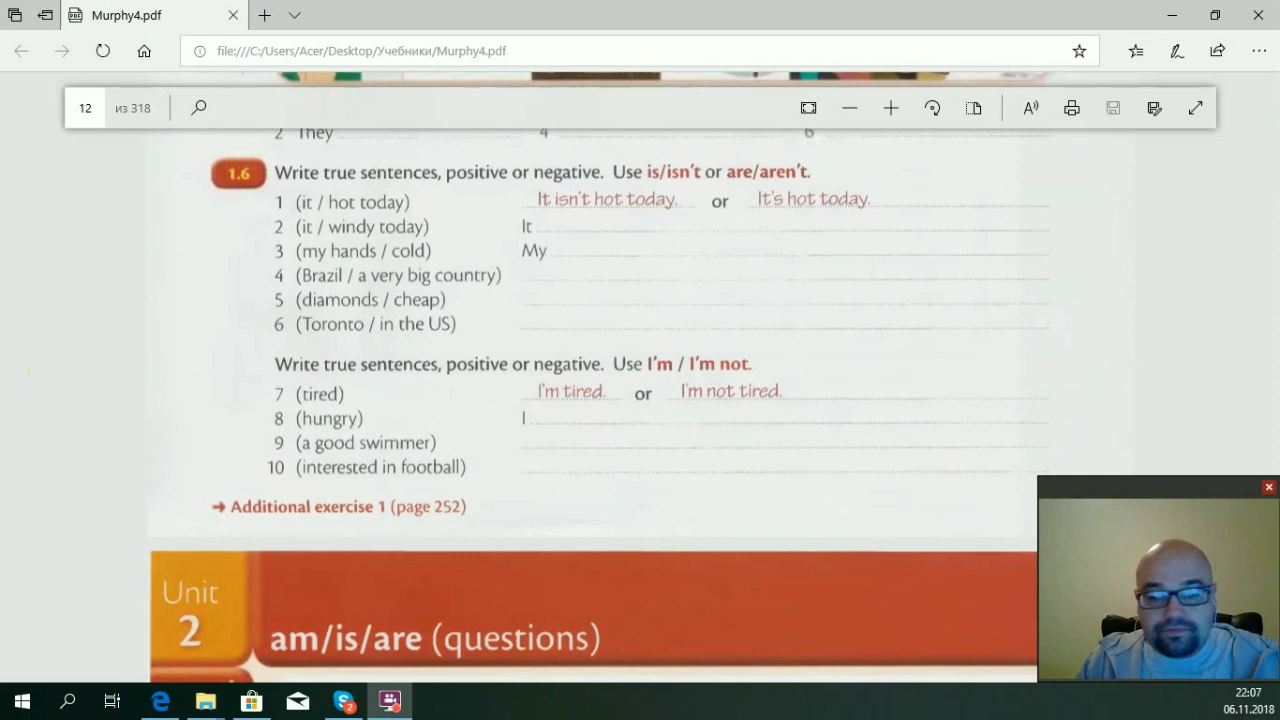 Murphy4.pdf
file:///C:/Users/Acer/Desktop/Учебники/Murphy4.pdf
12 из 318
2 They 4 6
1.6 Write true sentences, positive or negative. Use is/isn't or are/aren't.
1 (it / hot today) It isn't hot today. or It's hot today.
2 (it / windy today) It
3 (my hands / cold) My
4 (Brazil / a very big country)
5 (diamonds / cheap)
6 (Toronto / in the US)
Write true sentences, positive or negative. Use I'm / I'm not.
7 (tired) I'm tired. or I'm not tired.
8 (hungry) I
9 (a good swimmer)
10 (interested in football)
→ Additional exercise 1 (page 252)
Unit
2
am/is/are (questions)
2
22:07
06.11.2018